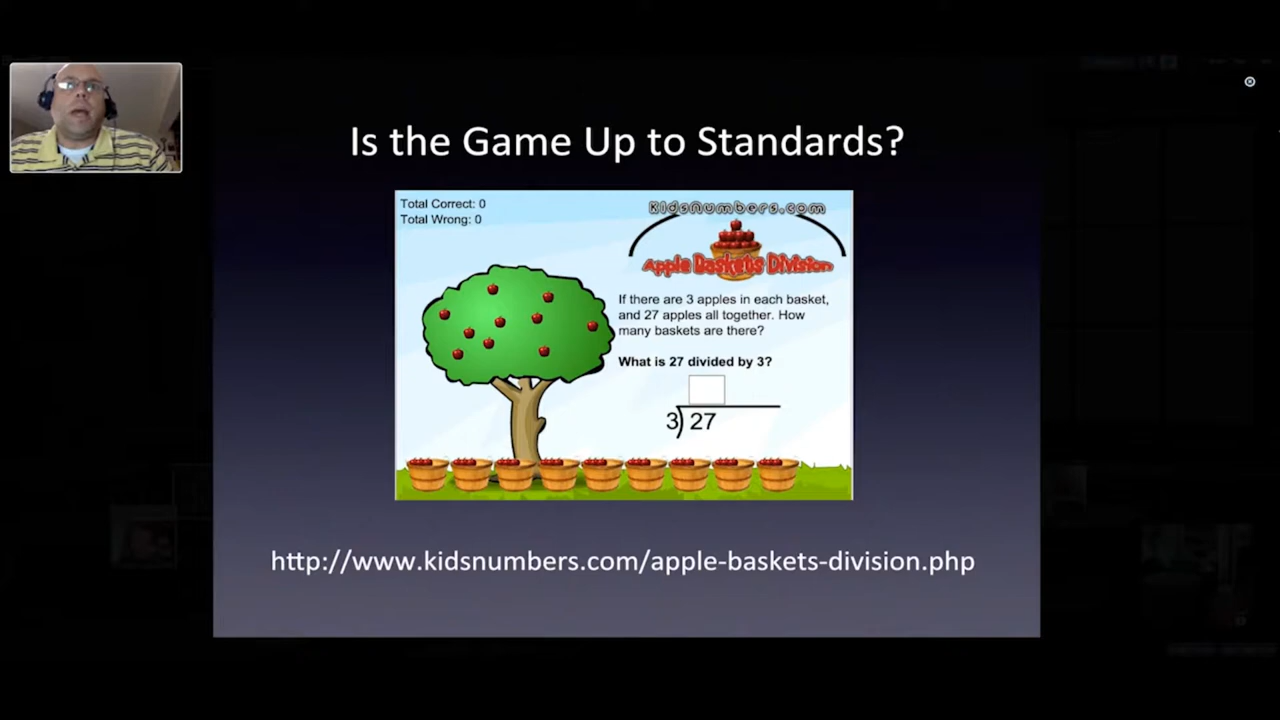 Is the Game Up to Standards?
Total Correct: 0
Total Wrong: 0
KidsNumbers.com
Apple Baskets Division
If there are 3 apples in each basket,
and 27 apples all together. How
many baskets are there?
What is 27 divided by 3?
3) 27
http://www.kidsnumbers.com/apple-baskets-division.php